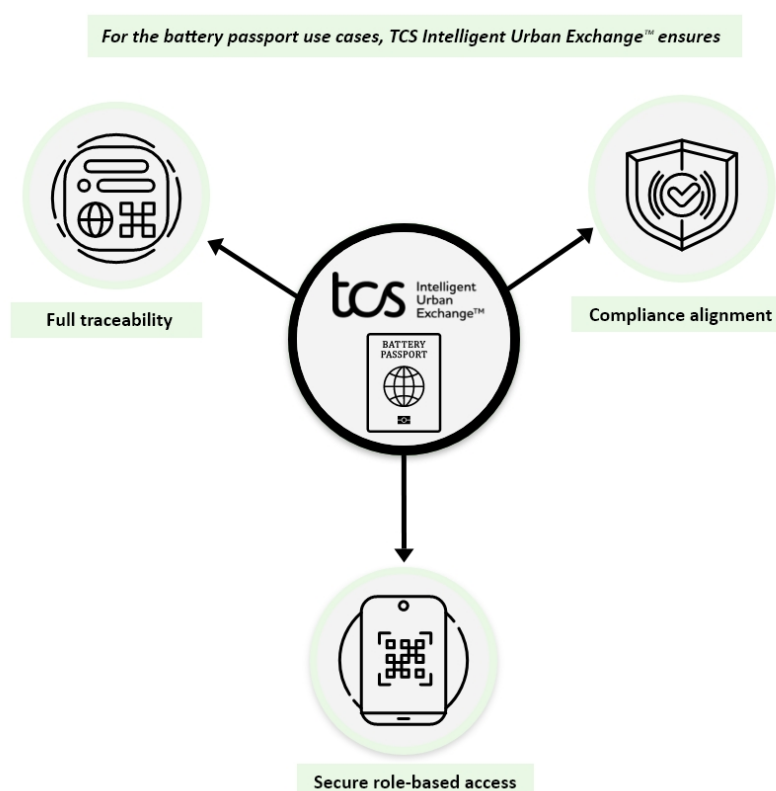 For the battery passport use cases, TCS Intelligent Urban Exchange™ ensures
tcs
Intelligent
Urban
Exchange™
BATTERY
PASSPORT
Full traceability
Compliance alignment
Secure role-based access